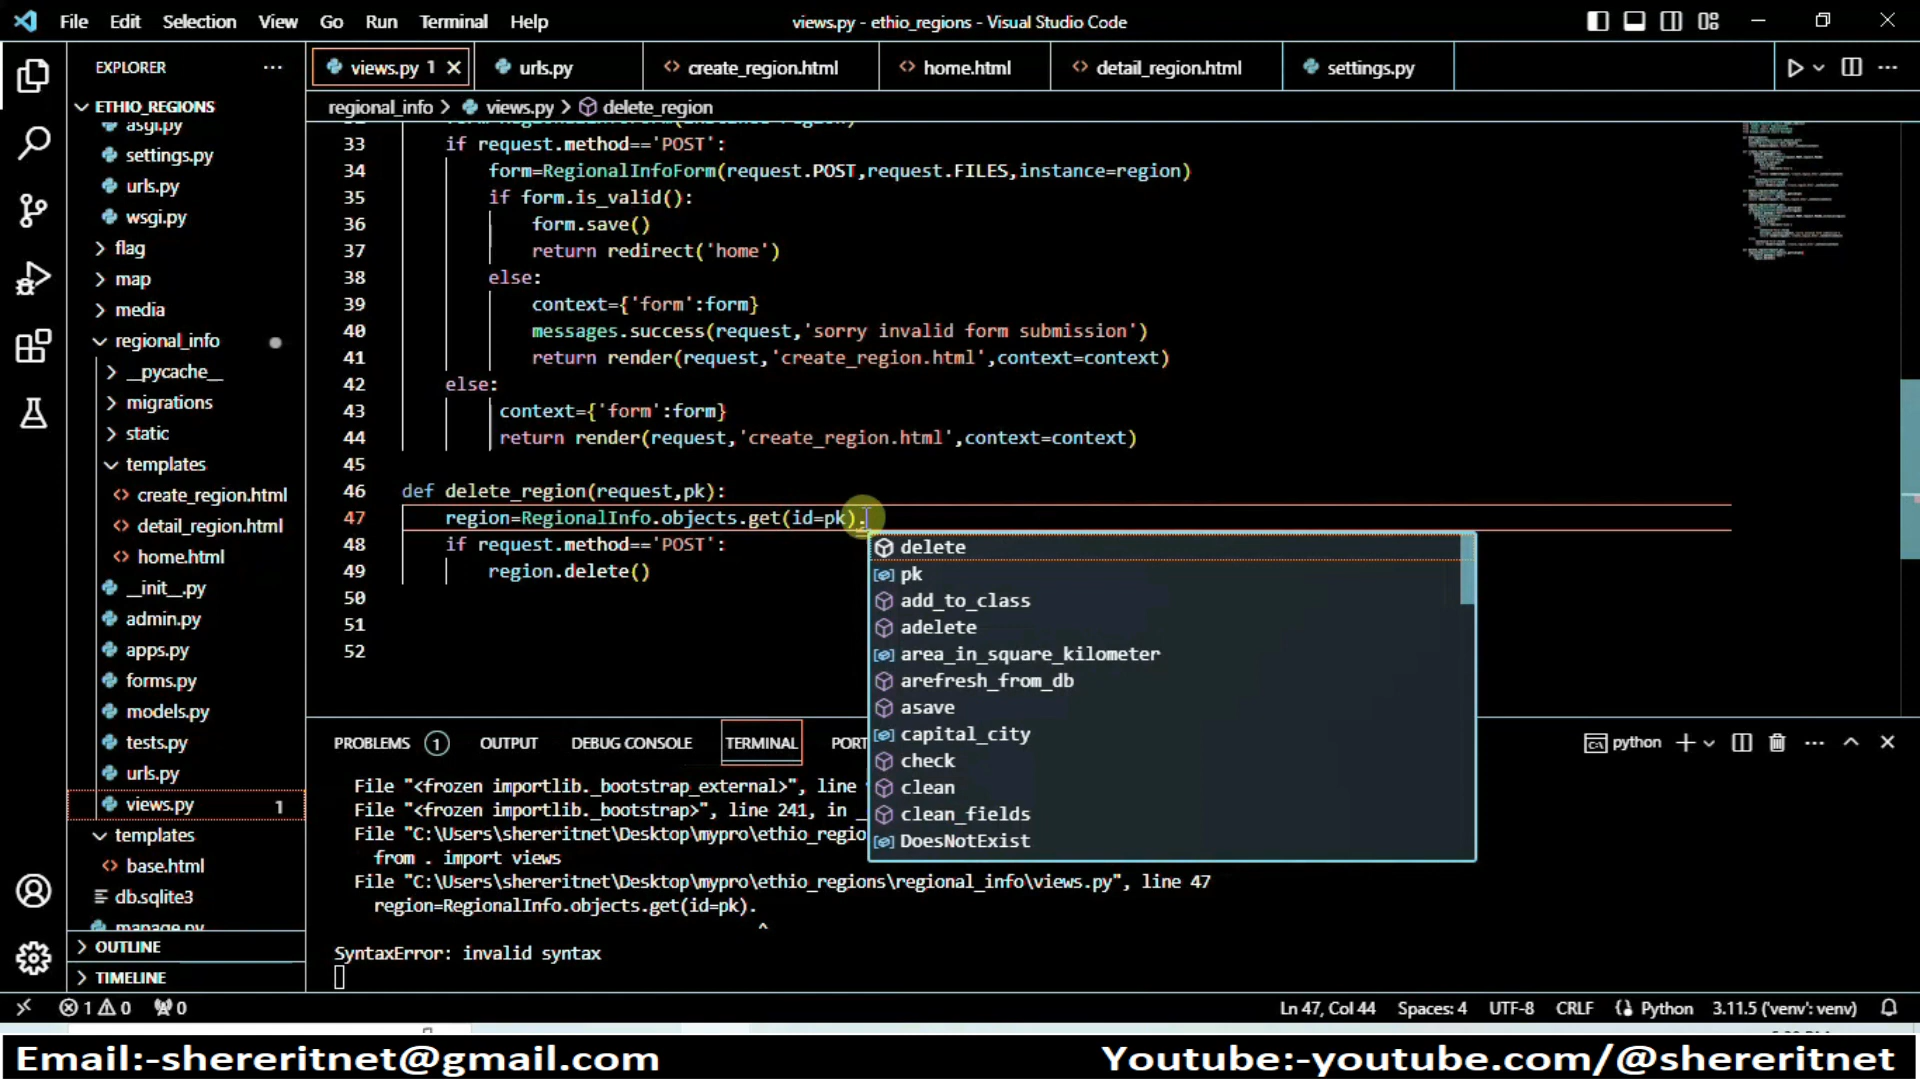 File Edit Selection View Go Run Terminal Help
views.py - ethio_regions - Visual Studio Code
EXPLORER
views.py 1
urls.py
create_region.html
home.html
detail_region.html
settings.py
ETHIO_REGIONS
asgi.py
settings.py
urls.py
wsgi.py
flag
map
media
regional_info
__pycache__
migrations
static
templates
create_region.html
detail_region.html
home.html
__init__.py
admin.py
apps.py
forms.py
models.py
tests.py
urls.py
views.py 1
templates
base.html
db.sqlite3
manage.py
OUTLINE
TIMELINE
regional_info > views.py > delete_region
33 if request.method=='POST':
34 form=RegionalInfoForm(request.POST,request.FILES,instance=region)
35 if form.is_valid():
36 form.save()
37 return redirect('home')
38 else:
39 context={'form':form}
40 messages.success(request,'sorry invalid form submission')
41 return render(request,'create_region.html',context=context)
42 else:
43 context={'form':form}
44 return render(request,'create_region.html',context=context)
45
46 def delete_region(request,pk):
47 region=RegionalInfo.objects.get(id=pk).
48 if request.method=='POST':
49 region.delete()
50
51
52
delete
pk
add_to_class
adelete
area_in_square_kilometer
arefresh_from_db
asave
capital_city
check
clean
clean_fields
DoesNotExist
PROBLEMS 1 OUTPUT DEBUG CONSOLE TERMINAL PORT
python
File "<frozen importlib._bootstrap_external>", line
File "<frozen importlib._bootstrap>", line 241, in _
File "C:\Users\shereritnet\Desktop\mypro\ethio_regio
from . import views
File "C:\Users\shereritnet\Desktop\mypro\ethio_regions\regional_info\views.py", line 47
region=RegionalInfo.objects.get(id=pk).
^
SyntaxError: invalid syntax
1 0 0
Ln 47, Col 44 Spaces: 4 UTF-8 CRLF Python 3.11.5 ('venv': venv)
Email:-shereritnet@gmail.com
Youtube:-youtube.com/@shereritnet